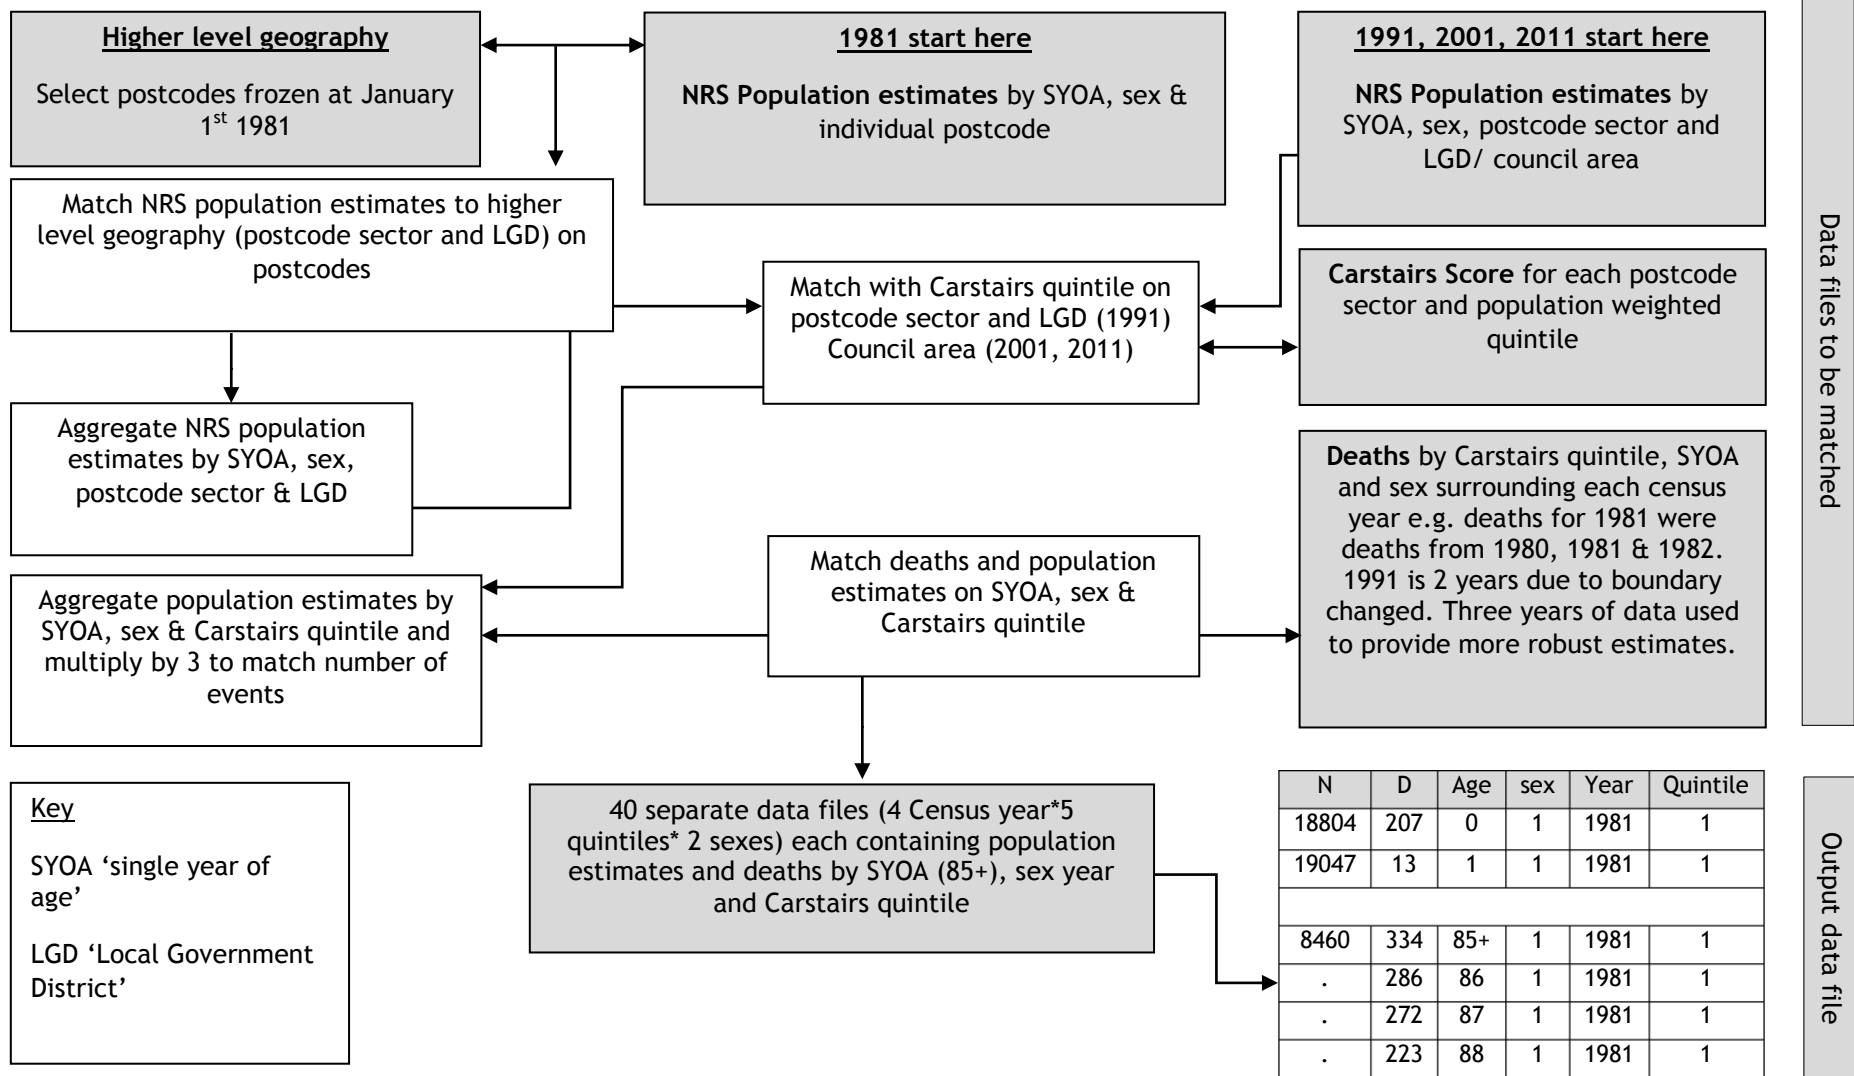 Higher level geography
Select postcodes frozen at January
1st 1981
1981 start here
NRS Population estimates by SYOA, sex &
individual postcode
1991, 2001, 2011 start here
NRS Population estimates by
SYOA, sex, postcode sector and
LGD/ council area
Match NRS population estimates to higher
level geography (postcode sector and LGD) on
postcodes
Match with Carstairs quintile on
postcode sector and LGD (1991)
Council area (2001, 2011)
Carstairs Score for each postcode
sector and population weighted
quintile
Aggregate NRS population
estimates by SYOA, sex,
postcode sector & LGD
Deaths by Carstairs quintile, SYOA
and sex surrounding each census
year e.g. deaths for 1981 were
deaths from 1980, 1981 & 1982.
1991 is 2 years due to boundary
changed. Three years of data used
to provide more robust estimates.
Match deaths and population
estimates on SYOA, sex &
Carstairs quintile
Aggregate population estimates by
SYOA, sex & Carstairs quintile and
multiply by 3 to match number of
events
Data files to be matched
Key
SYOA ‘single year of
age’
LGD ‘Local Government
District’
40 separate data files (4 Census year*5
quintiles* 2 sexes) each containing population
estimates and deaths by SYOA (85+), sex year
and Carstairs quintile
N D Age sex Year Quintile
18804 207 0 1 1981 1
19047 13 1 1 1981 1
8460 334 85+ 1 1981 1
. 286 86 1 1981 1
. 272 87 1 1981 1
. 223 88 1 1981 1
Output data file